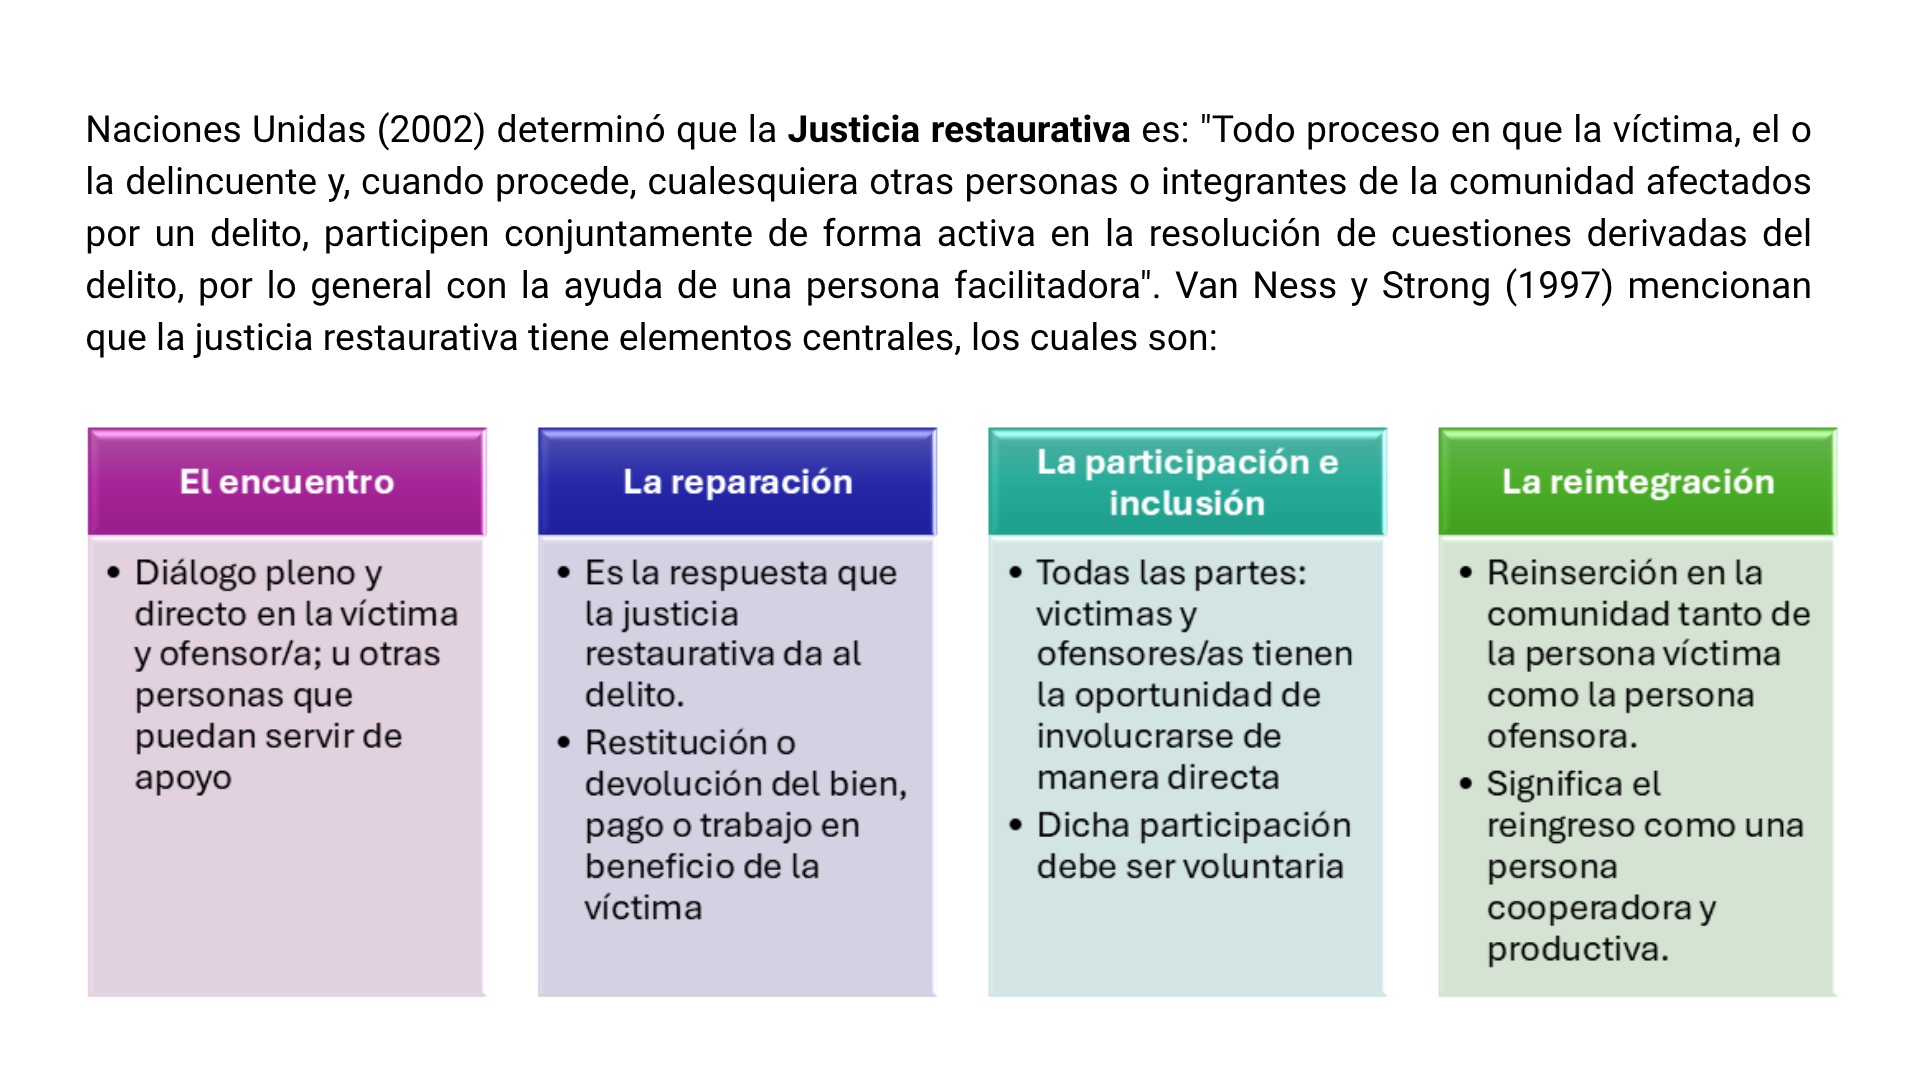 Naciones Unidas (2002) determinó que la Justicia restaurativa es: "Todo proceso en que la víctima, el o
la delincuente y, cuando procede, cualesquiera otras personas o integrantes de la comunidad afectados
por un delito, participen conjuntamente de forma activa en la resolución de cuestiones derivadas del
delito, por lo general con la ayuda de una persona facilitadora". Van Ness y Strong (1997) mencionan
que la justicia restaurativa tiene elementos centrales, los cuales son:
El encuentro
• Diálogo pleno y
directo en la víctima
y ofensor/a; u otras
personas que
puedan servir de
apoyo
La reparación
• Es la respuesta que
la justicia
restaurativa da al
delito.
• Restitución o
devolución del bien,
pago o trabajo en
beneficio de la
víctima
La participación e
inclusión
• Todas las partes:
victimas y
ofensores/as tienen
la oportunidad de
involucrarse de
manera directa
• Dicha participación
debe ser voluntaria
La reintegración
• Reinserción en la
comunidad tanto de
la persona víctima
como la persona
ofensora.
• Significa el
reingreso como una
persona
cooperadora y
productiva.